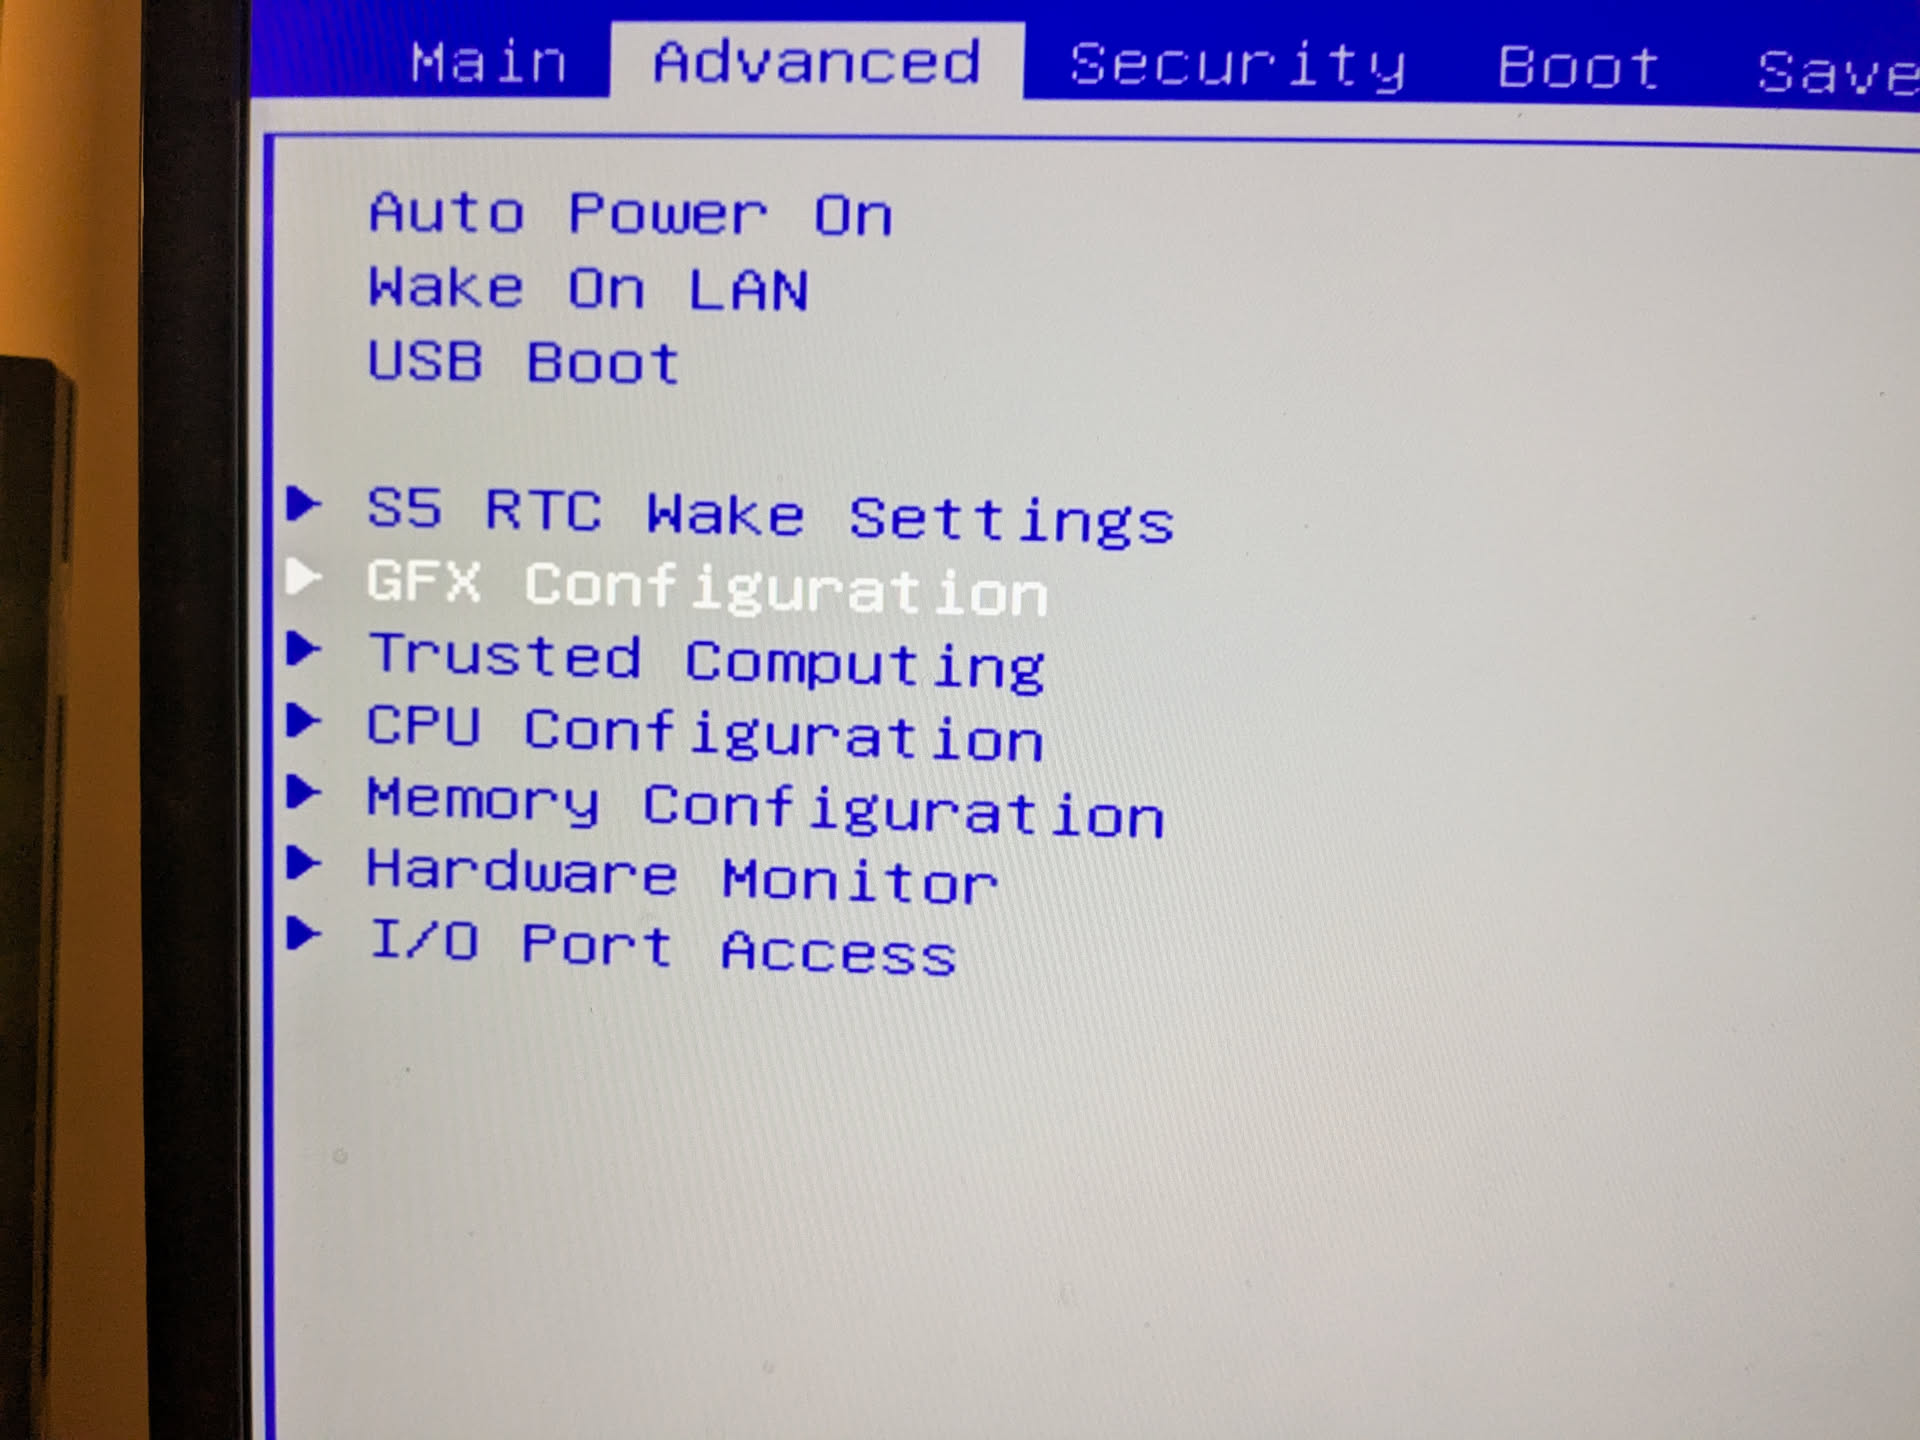 Main Advanced Security Boot Save
Auto Power On
Wake On LAN
USB Boot
S5 RTC Wake Settings
GFX Configuration
Trusted Computing
CPU Configuration
Memory Configuration
Hardware Monitor
I/O Port Access